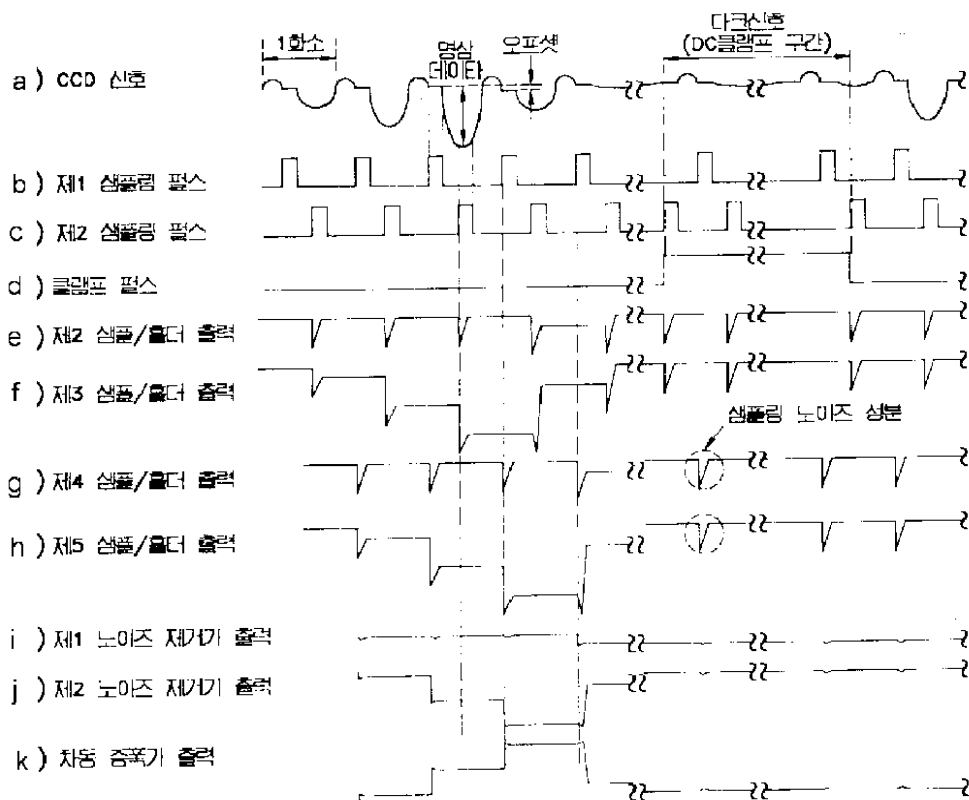 다크신호
(DC클램프 구간)
1화소
영상
데이타
오프셋
a ) CCD 신호
b ) 제1 샘플링 펄스
c ) 제2 샘플링 펄스
d ) 클램프 펄스
e ) 제2 샘플/홀더 출력
f ) 제3 샘플/홀더 출력
샘플링 노이즈 성분
g ) 제4 샘플/홀더 출력
h ) 제5 샘플/홀더 출력
i ) 제1 노이즈 제거기 출력
j ) 제2 노이즈 제거기 출력
k ) 차동 증폭기 출력